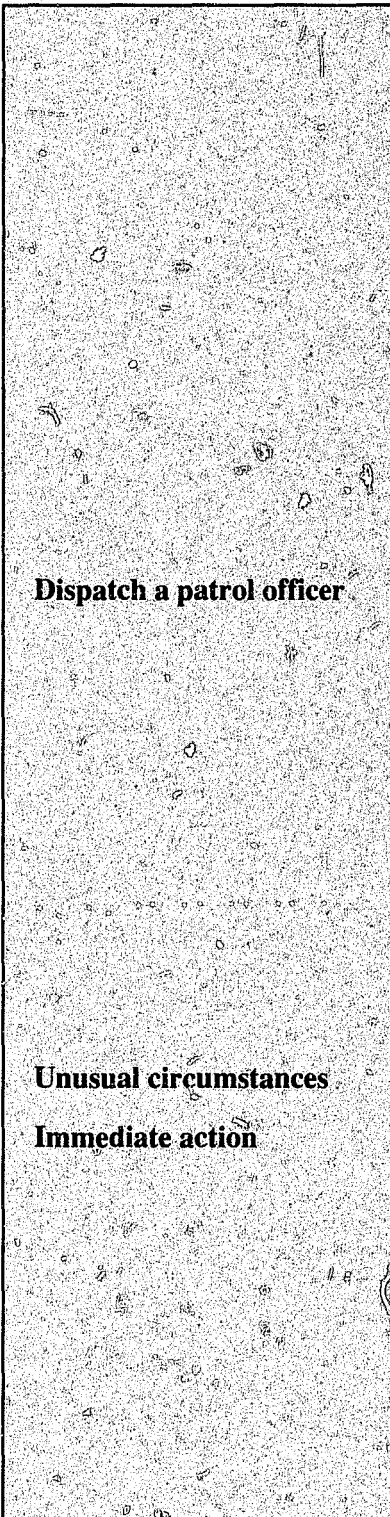 Dispatch a patrol officer
Unusual circumstances
Immediate action